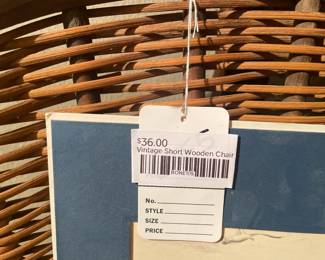 $36.00
Vintage Short Wooden Chair
No.
STYLE
SIZE
PRICE